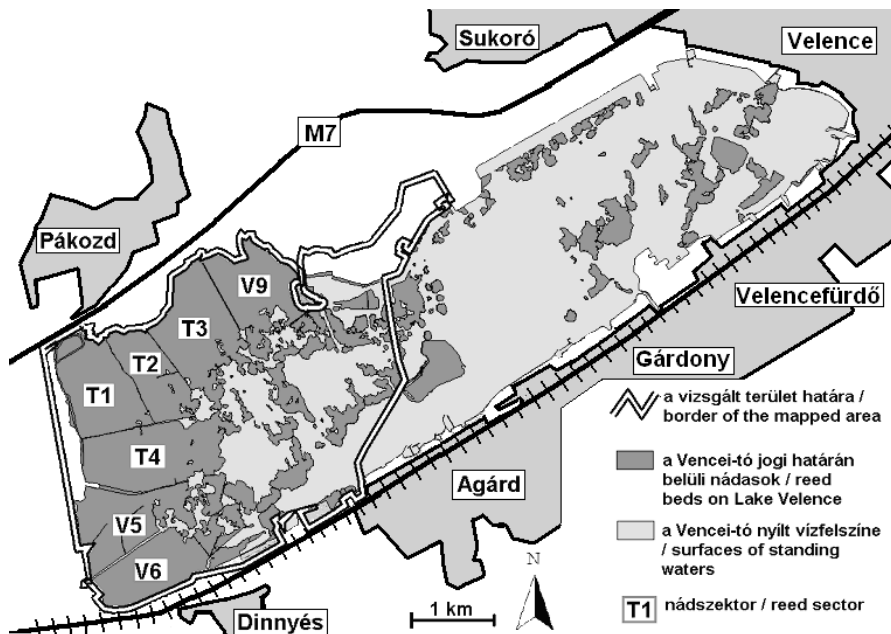 Sukoró
Velence
M7
Pákozd
V9
T3
T2
T1
T4
V5
V6
Velencefürdő
Gárdony
Agárd
Dinnyés
1 km
N
a vizsgált terület határa /
border of the mapped area
a Vencei-tó jogi határán
belüli nádasok / reed
beds on Lake Velence
a Vencei-tó nyílt vízfelszíne
/ surfaces of standing
waters
T1 nádszektor / reed sector